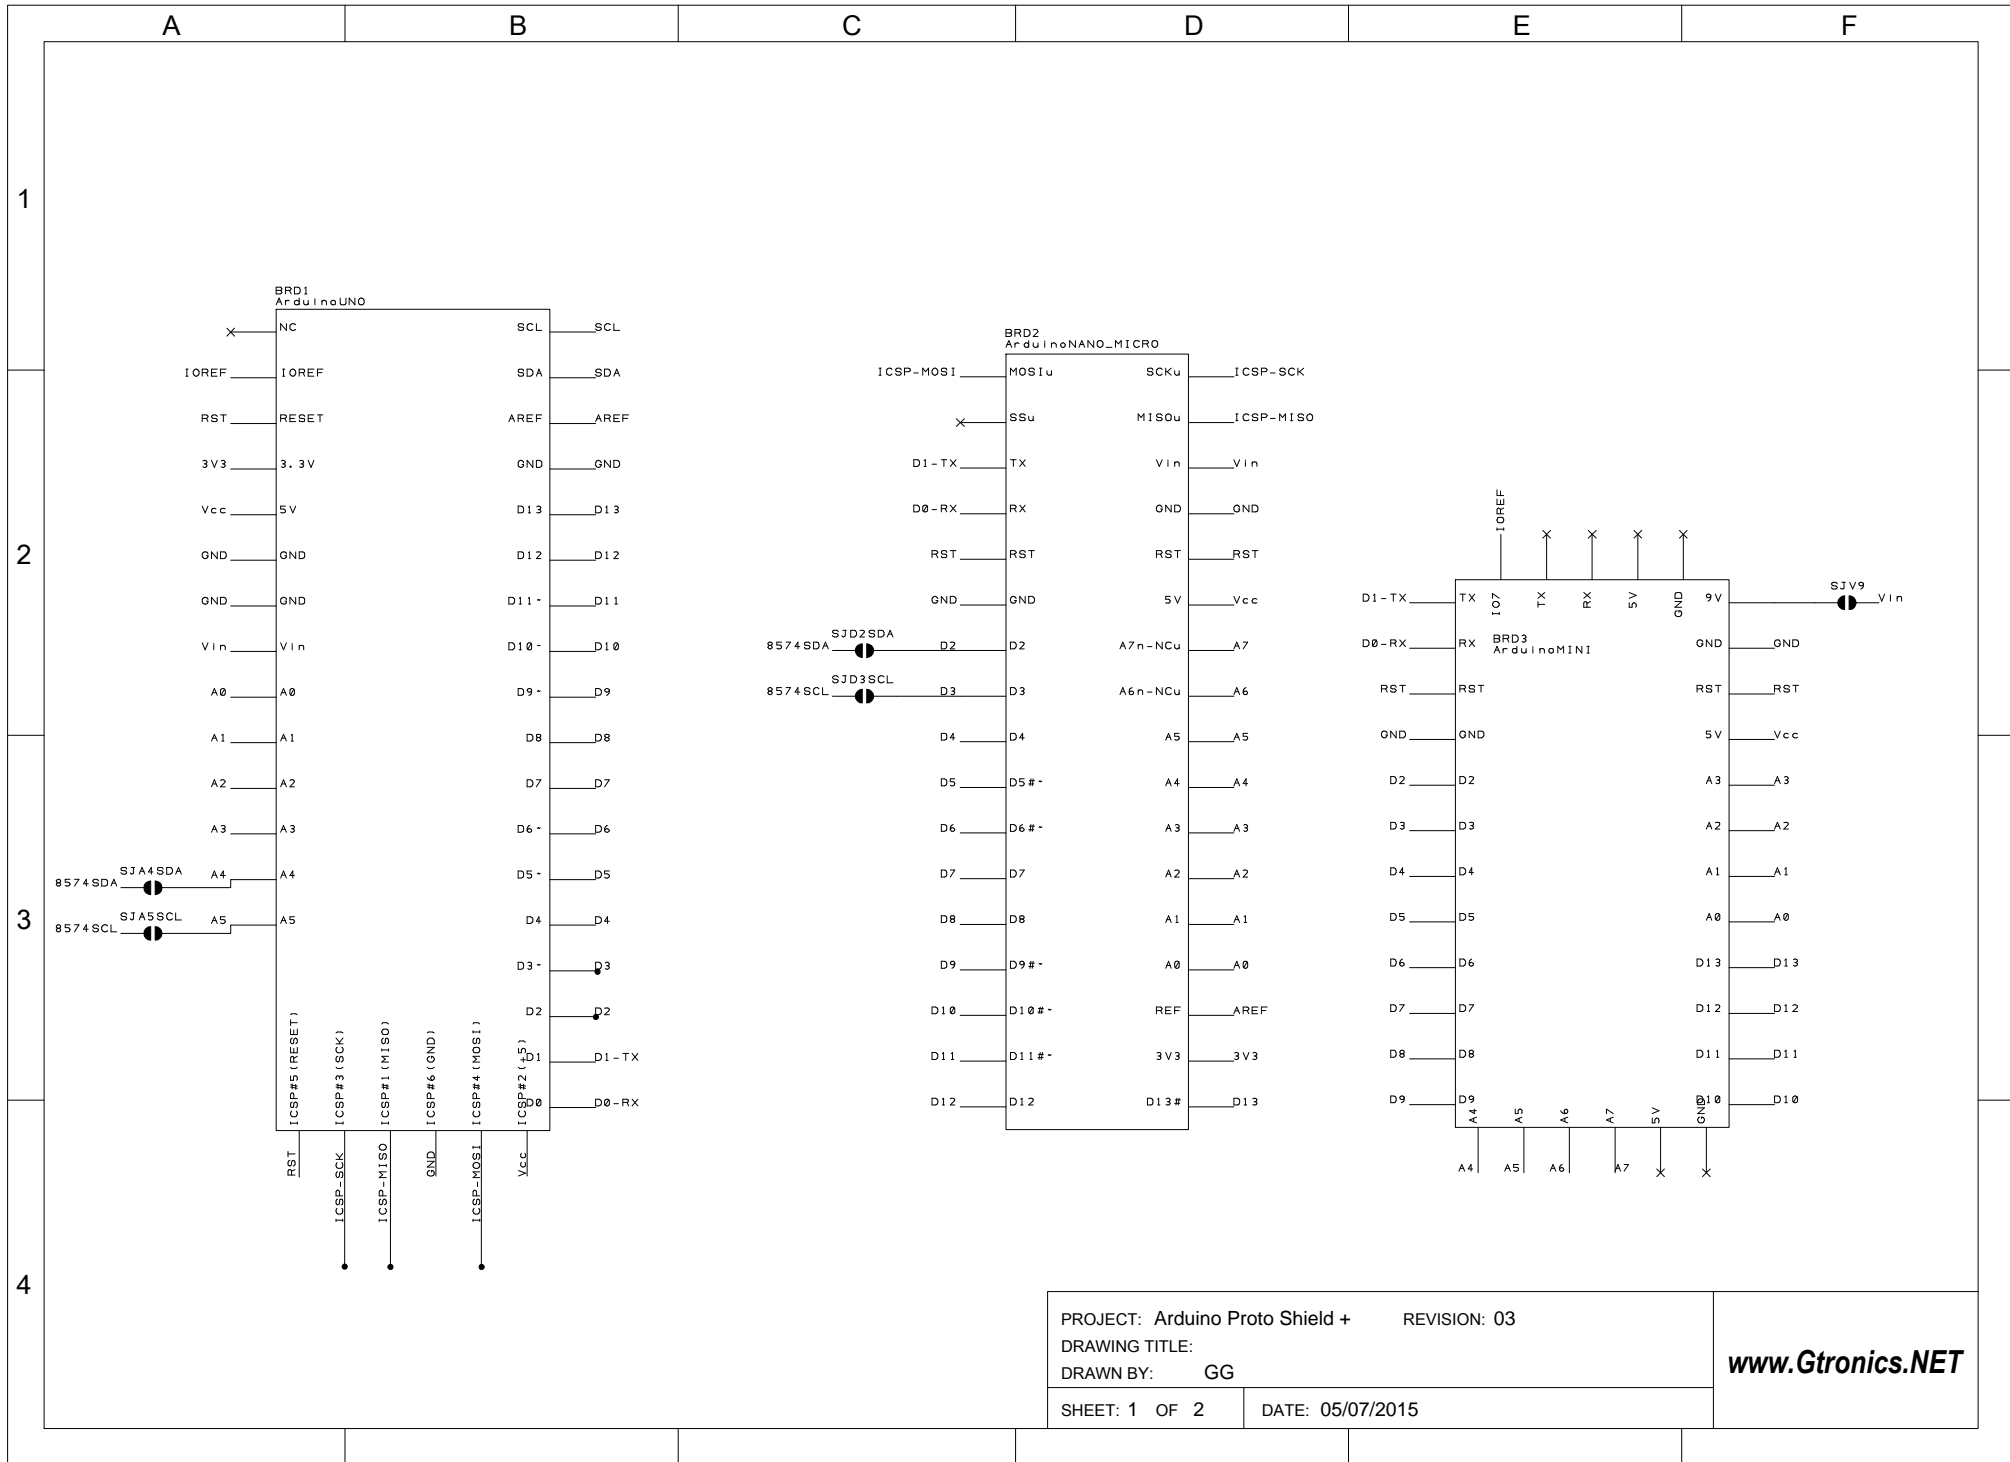 A B C D E F
1
2
3
4
BRD1
ArduinoUNO
NC SCL SCL
IOREF IOREF SDA SDA
RST RESET AREF AREF
3V3 3.3V GND GND
Vcc 5V D13 D13
GND GND D12 D12
GND GND D11~ D11
Vin Vin D10~ D10
A0 A0 D9~ D9
A1 A1 D8 D8
A2 A2 D7 D7
A3 A3 D6~ D6
8574SDA SJA4SDA A4 A4 D5~ D5
8574SCL SJA5SCL A5 A5 D4 D4
D3~ D3
D2 D2
D1 D1-TX
D0 D0-RX
ICSP#5(RESET)
ICSP#3(SCK)
ICSP#1(MISO)
ICSP#6(GND)
ICSP#4(MOSI)
ICSP#2(+5)
RST
ICSP-SCK
ICSP-MISO
GND
ICSP-MOSI
Vcc
BRD2
ArduinoNANO_MICRO
ICSP-MOSI MOSIu SCKu ICSP-SCK
SSu MISOu ICSP-MISO
D1-TX TX Vin Vin
D0-RX RX GND GND
RST RST RST RST
GND GND 5V Vcc
8574SDA SJD2SDA D2 D2 A7n-NCu A7
8574SCL SJD3SCL D3 D3 A6n-NCu A6
D4 D4 A5 A5
D5 D5#~ A4 A4
D6 D6#~ A3 A3
D7 D7 A2 A2
D8 D8 A1 A1
D9 D9#~ A0 A0
D10 D10#~ REF AREF
D11 D11#~ 3V3 3V3
D12 D12 D13# D13
IOREF
IO7 TX RX 5V GND
BRD3
ArduinoMINI
D1-TX TX 9V SJV9 Vin
D0-RX RX GND GND
RST RST RST RST
GND GND 5V Vcc
D2 D2 A3 A3
D3 D3 A2 A2
D4 D4 A1 A1
D5 D5 A0 A0
D6 D6 D13 D13
D7 D7 D12 D12
D8 D8 D11 D11
D9 D9 D10 D10
A4 A5 A6 A7 5V GND
A4 A5 A6 A7
PROJECT: Arduino Proto Shield + REVISION: 03
DRAWING TITLE:
DRAWN BY: GG
SHEET: 1 OF 2 DATE: 05/07/2015
www.Gtronics.NET